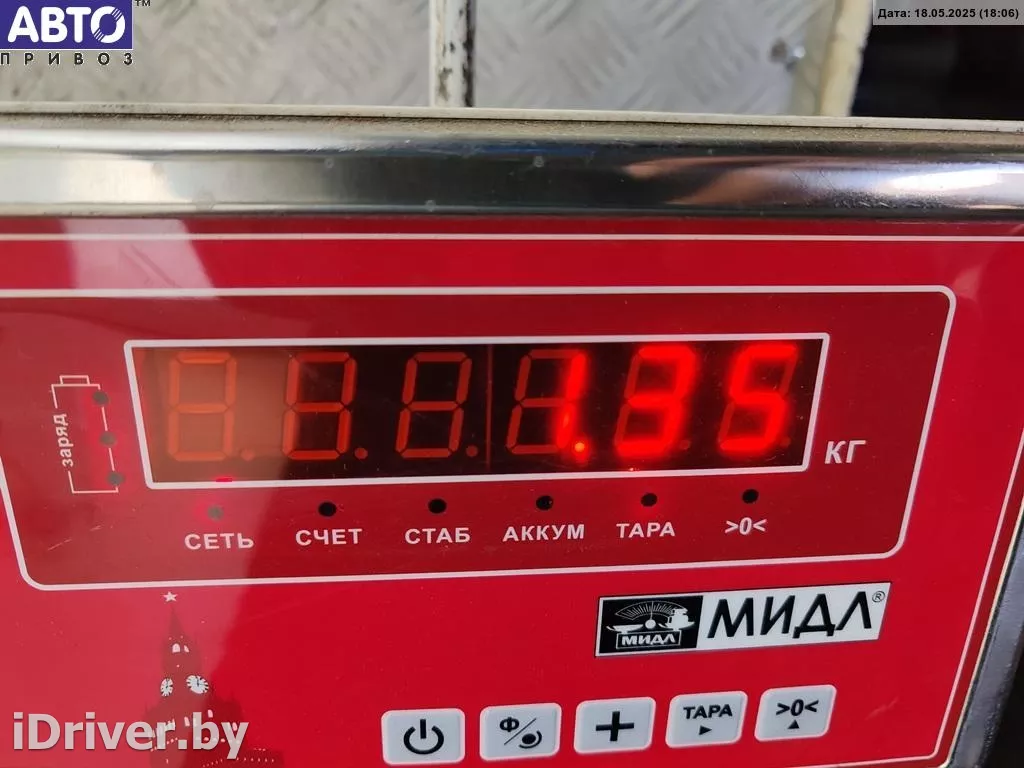 АВТО™
ПРИВОЗ
Дата: 18.05.2025 (18:06)
заряд
1.35
КГ
СЕТЬ СЧЕТ СТАБ АККУМ ТАРА >0<
МИДЛ МИДЛ®
Ф ТАРА >0<
iDriver.by